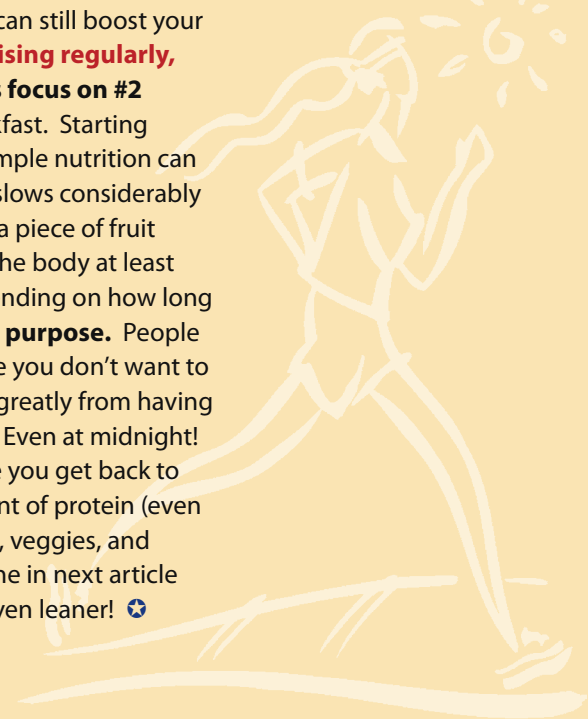 can still boost your
ising regularly,
s focus on #2
fast. Starting
mple nutrition can
slows considerably
a piece of fruit
he body at least
nding on how long
purpose. People
e you don't want to
greatly from having
Even at midnight!
e you get back to
nt of protein (even
, veggies, and
ne in next article
ven leaner!